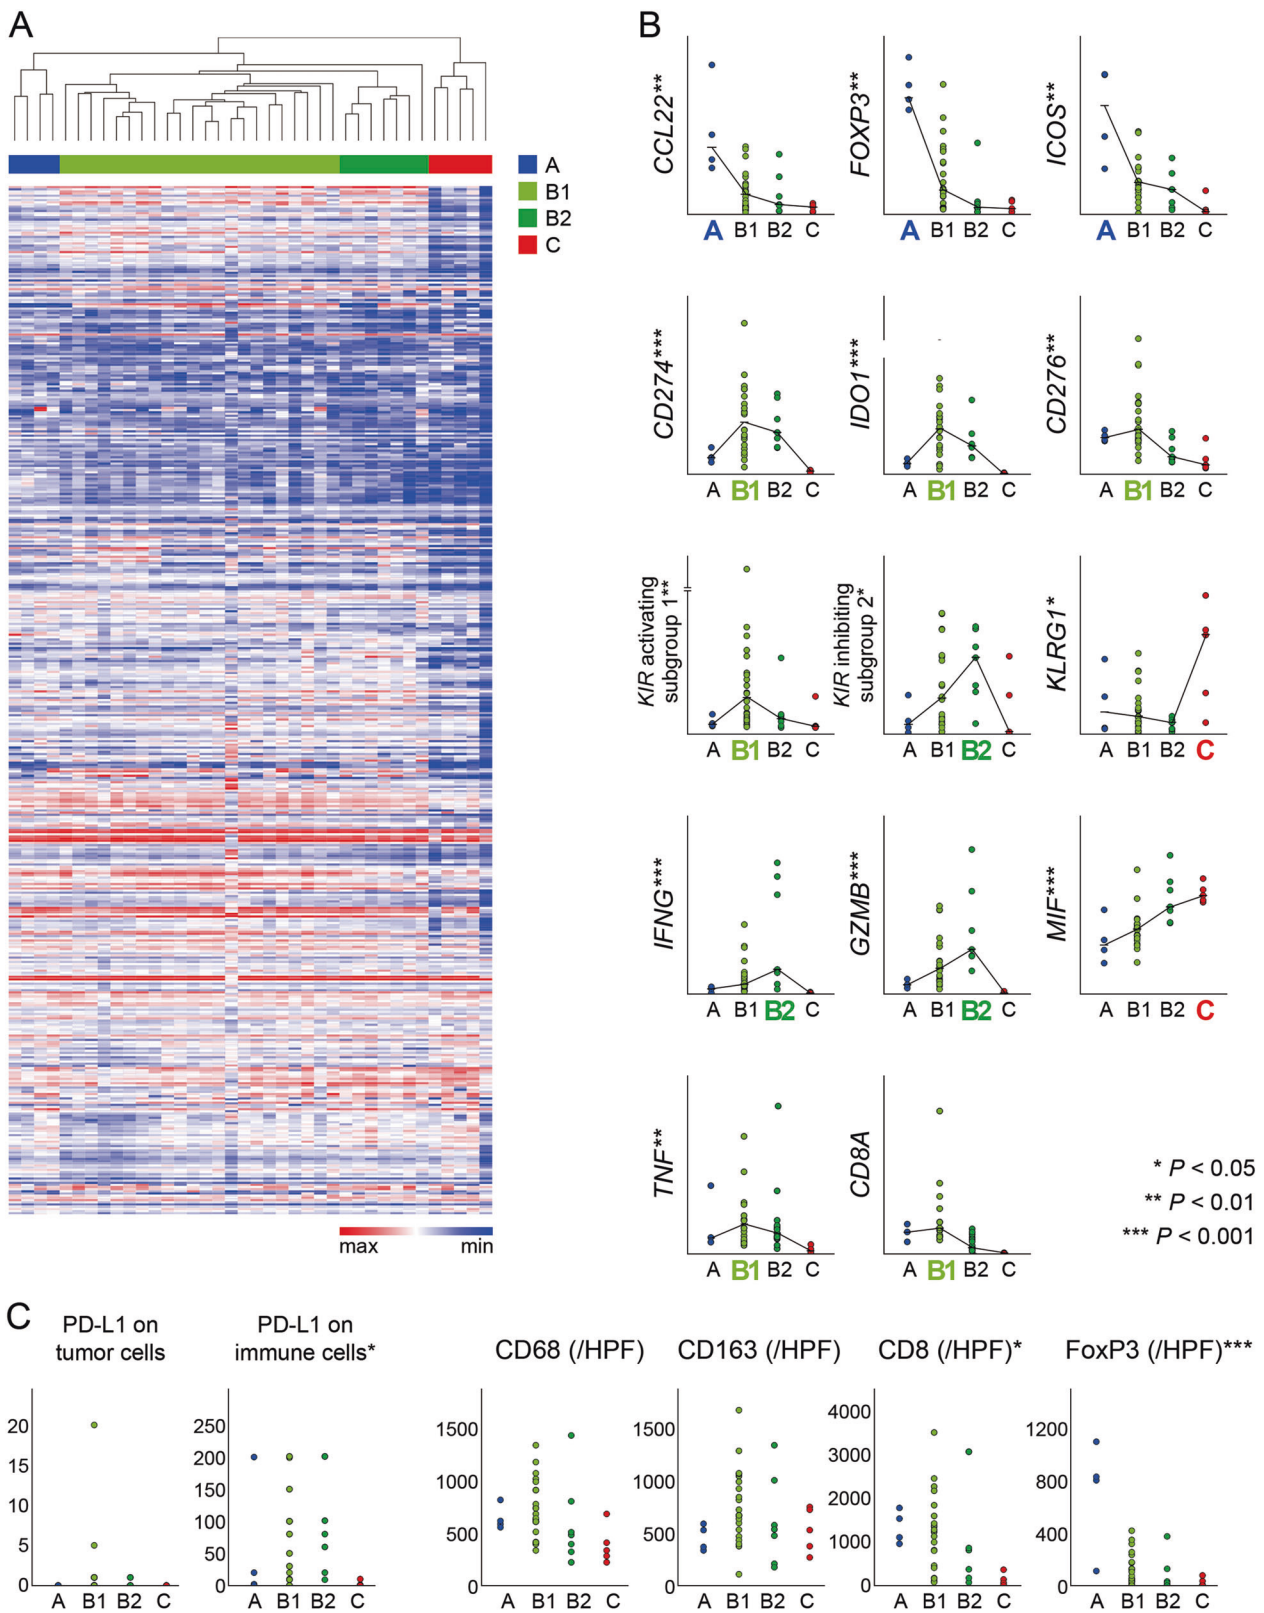 A
A
B1
B2
C
max
min
B
CCL22**
A B1 B2 C
FOXP3**
A B1 B2 C
ICOS**
A B1 B2 C
CD274***
A B1 B2 C
IDO1***
A B1 B2 C
CD276**
A B1 B2 C
KIR activating
subgroup 1**
A B1 B2 C
KIR inhibiting
subgroup 2*
A B1 B2 C
KLRG1*
A B1 B2 C
IFNG***
A B1 B2 C
GZMB***
A B1 B2 C
MIF***
A B1 B2 C
TNF**
A B1 B2 C
CD8A
A B1 B2 C
* P < 0.05
** P < 0.01
*** P < 0.001
C
PD-L1 on
tumor cells
20
15
10
5
0
A B1 B2 C
PD-L1 on
immune cells*
250
200
150
100
50
0
A B1 B2 C
CD68 (/HPF)
1500
1000
500
0
A B1 B2 C
CD163 (/HPF)
1500
1000
500
0
A B1 B2 C
CD8 (/HPF)*
4000
3000
2000
1000
0
A B1 B2 C
FoxP3 (/HPF)***
1200
800
400
0
A B1 B2 C